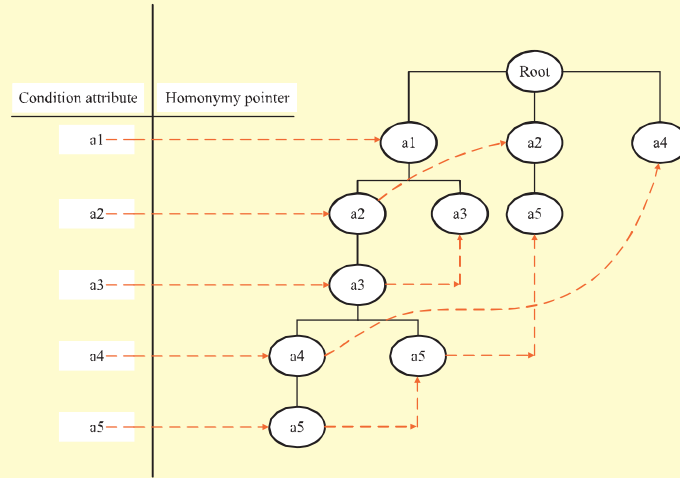 Root
Condition attribute Homonymy pointer
a1 a1 a2 a4
a2 a2 a3 a5
a3 a3
a4 a4 a5
a5 a5